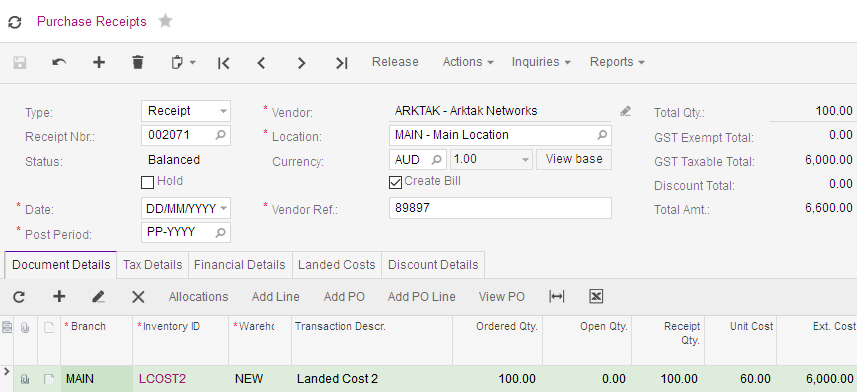 Purchase Receipts
Release Actions Inquiries Reports
Type: Receipt * Vendor: ARKTAK - Arktak Networks Total Qty.: 100.00
Receipt Nbr.: 002071 * Location: MAIN - Main Location GST Exempt Total: 0.00
Status: Balanced Currency: AUD 1.00 View base GST Taxable Total: 6,000.00
Hold Create Bill Discount Total: 0.00
* Date: DD/MM/YYYY * Vendor Ref.: 89897 Total Amt.: 6,600.00
* Post Period: PP-YYYY
Document Details Tax Details Financial Details Landed Costs Discount Details
Allocations Add Line Add PO Add PO Line View PO
*Branch *Inventory ID *Wareho Transaction Descr. Ordered Qty. Open Qty. Receipt Qty. Unit Cost Ext. Cost
MAIN LCOST2 NEW Landed Cost 2 100.00 0.00 100.00 60.00 6,000.00